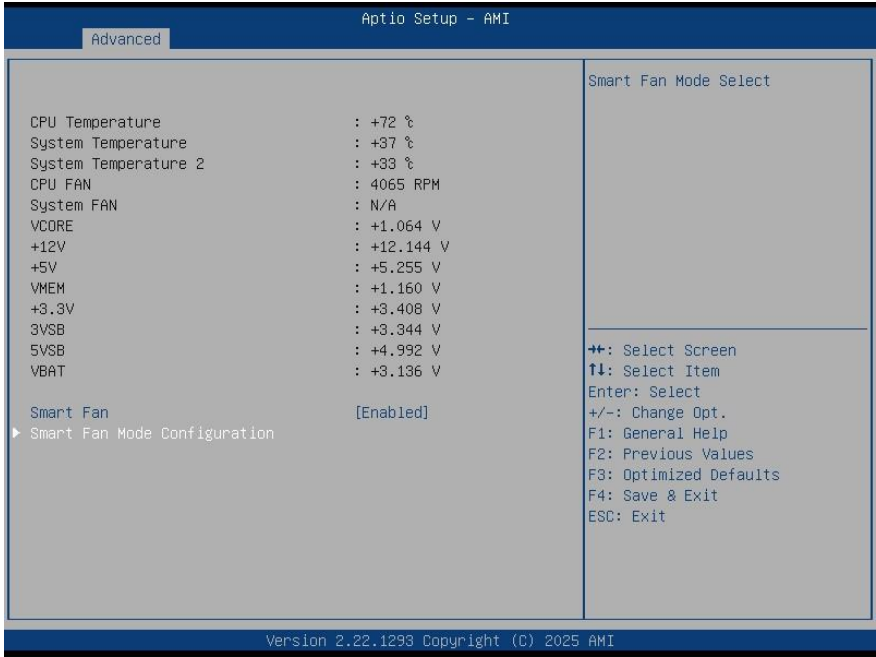 Aptio Setup - AMI
Advanced
CPU Temperature : +72 ℃
System Temperature : +37 ℃
System Temperature 2 : +33 ℃
CPU FAN : 4065 RPM
System FAN : N/A
VCORE : +1.064 V
+12V : +12.144 V
+5V : +5.255 V
VMEM : +1.160 V
+3.3V : +3.408 V
3VSB : +3.344 V
5VSB : +4.992 V
VBAT : +3.136 V
Smart Fan [Enabled]
Smart Fan Mode Configuration
Smart Fan Mode Select
→←: Select Screen
↑↓: Select Item
Enter: Select
+/-: Change Opt.
F1: General Help
F2: Previous Values
F3: Optimized Defaults
F4: Save & Exit
ESC: Exit
Version 2.22.1293 Copyright (C) 2025 AMI